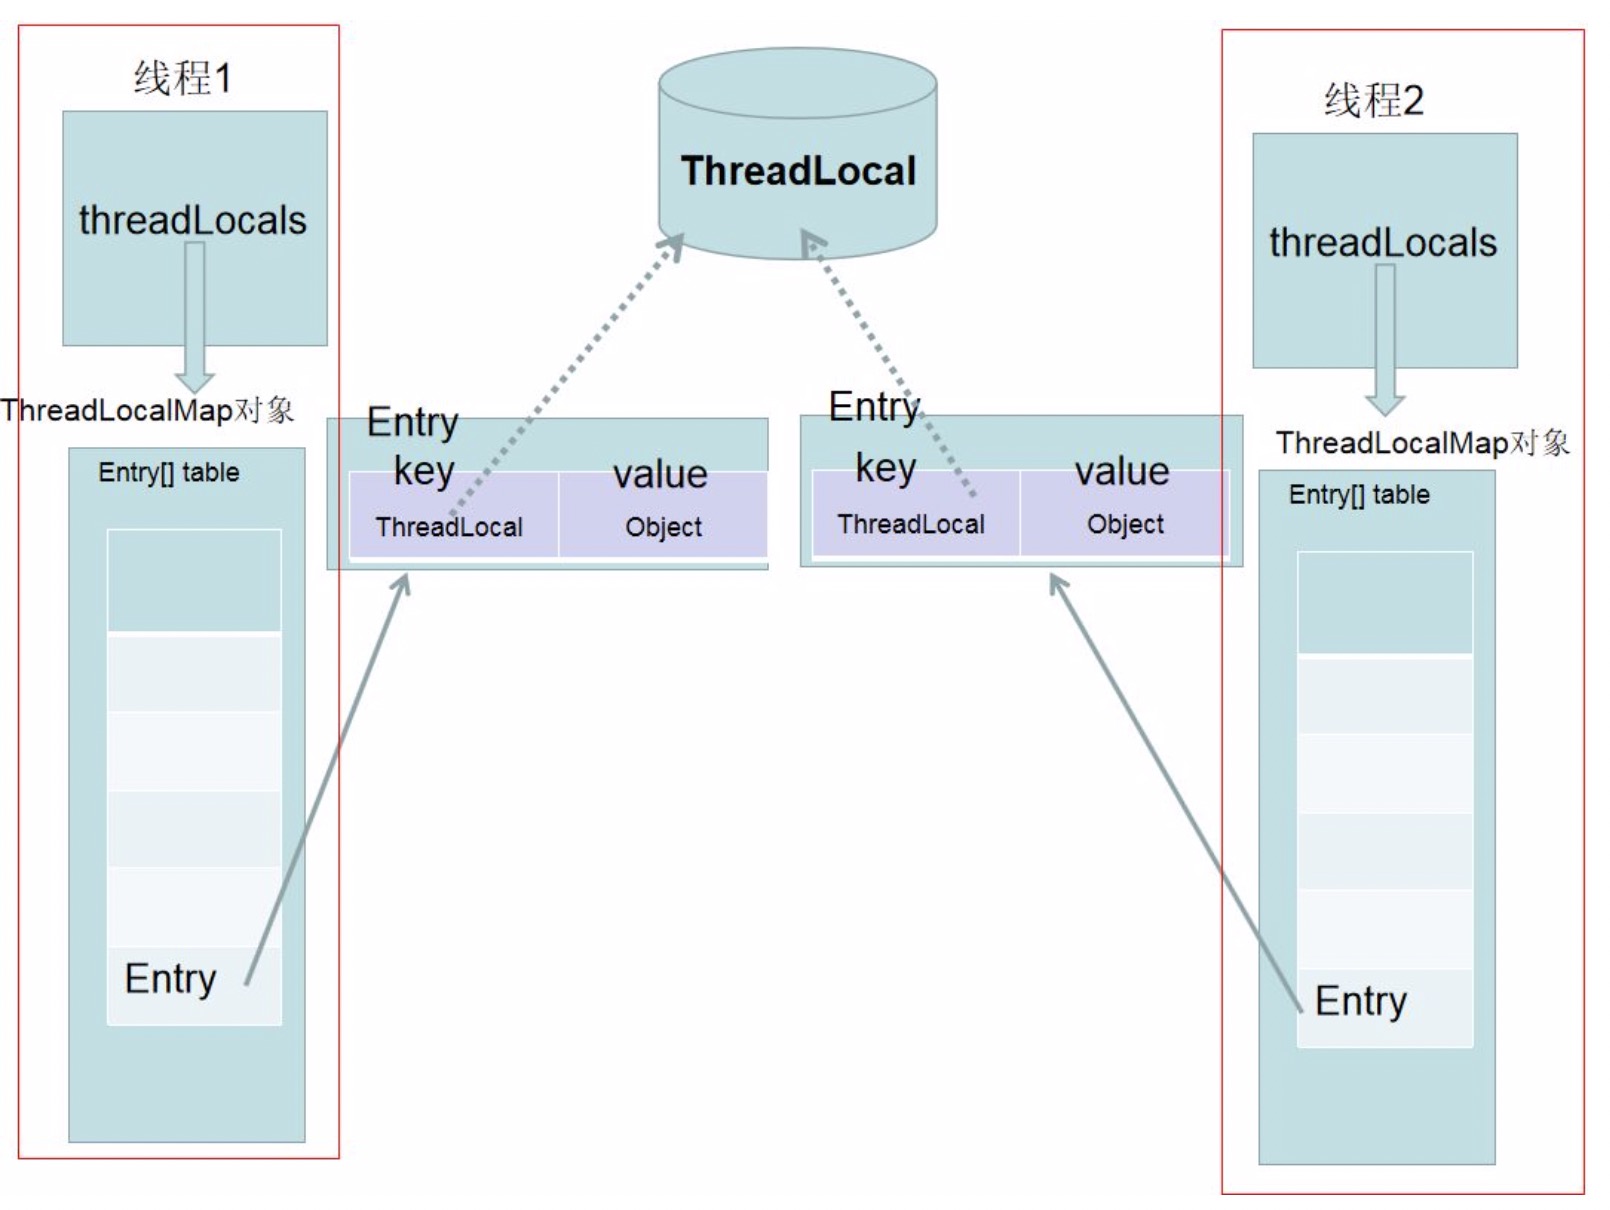 线程1
threadLocals
ThreadLocalMap对象
Entry[] table
Entry
ThreadLocal
Entry
key value
ThreadLocal Object
Entry
key value
ThreadLocal Object
线程2
threadLocals
ThreadLocalMap对象
Entry[] table
Entry